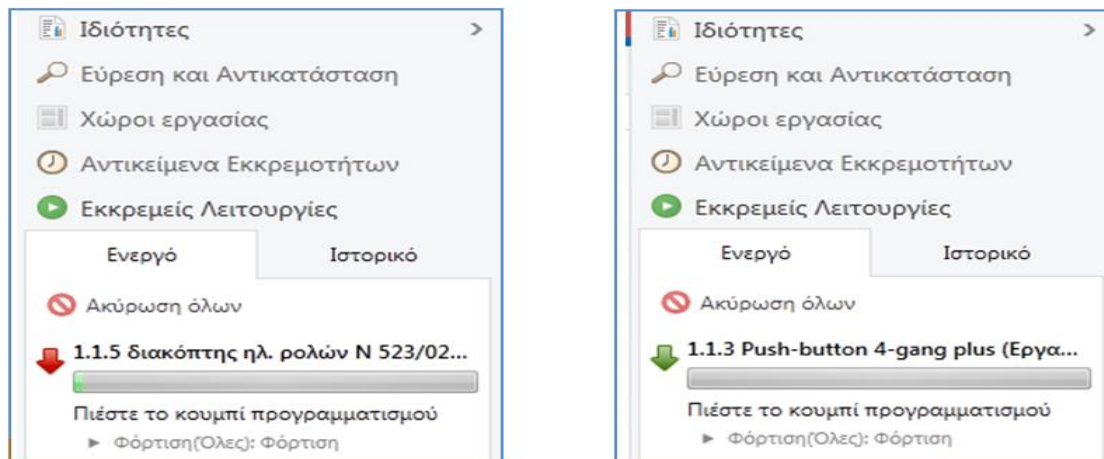 Ιδιότητες
Εύρεση και Αντικατάσταση
Χώροι εργασίας
Αντικείμενα Εκκρεμοτήτων
Εκκρεμείς Λειτουργίες
Ενεργό Ιστορικό
Ακύρωση όλων
1.1.5 διακόπτης ηλ. ρολών N 523/02...
Πιέστε το κουμπί προγραμματισμού
Φόρτιση(Όλες): Φόρτιση
Ιδιότητες
Εύρεση και Αντικατάσταση
Χώροι εργασίας
Αντικείμενα Εκκρεμοτήτων
Εκκρεμείς Λειτουργίες
Ενεργό Ιστορικό
Ακύρωση όλων
1.1.3 Push-button 4-gang plus (Εργα...
Πιέστε το κουμπί προγραμματισμού
Φόρτιση(Όλες): Φόρτιση